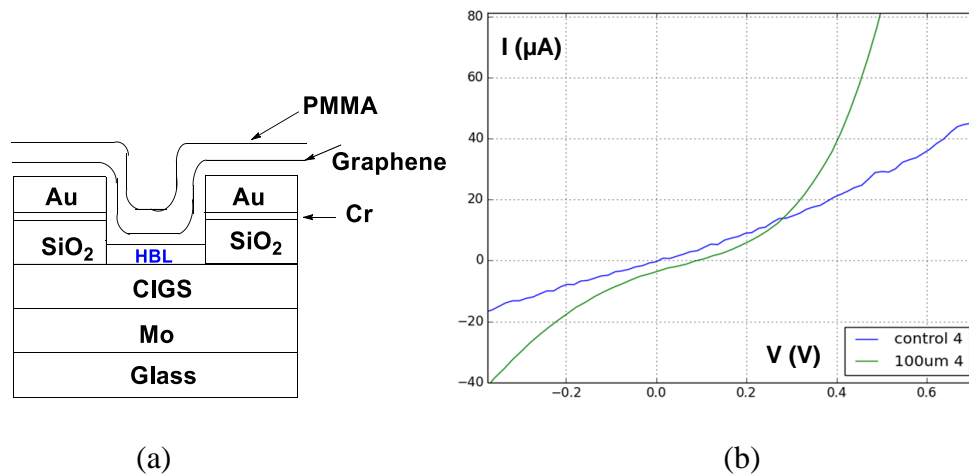 PMMA
Graphene
Au
Au
Cr
SiO2
SiO2
HBL
CIGS
Mo
Glass
(a)
I (µA)
80
60
40
20
0
−20
−40
−0.2
0.0
0.2
0.4
0.6
V (V)
control 4
100um 4
(b)